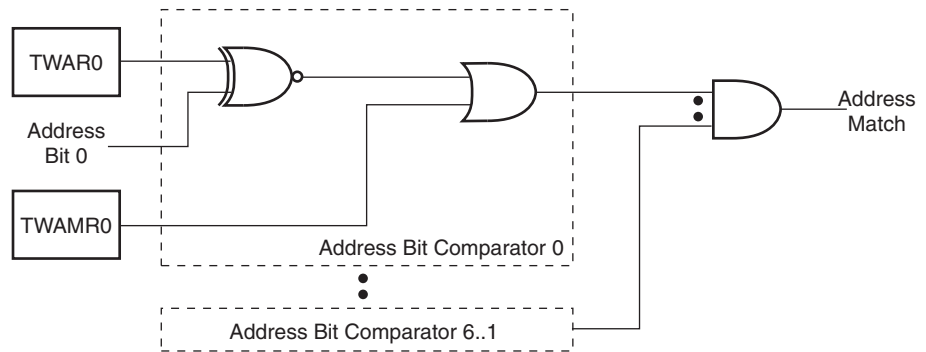 TWAR0
Address
Bit 0
TWAMR0
Address Bit Comparator 0
Address Bit Comparator 6..1
Address
Match